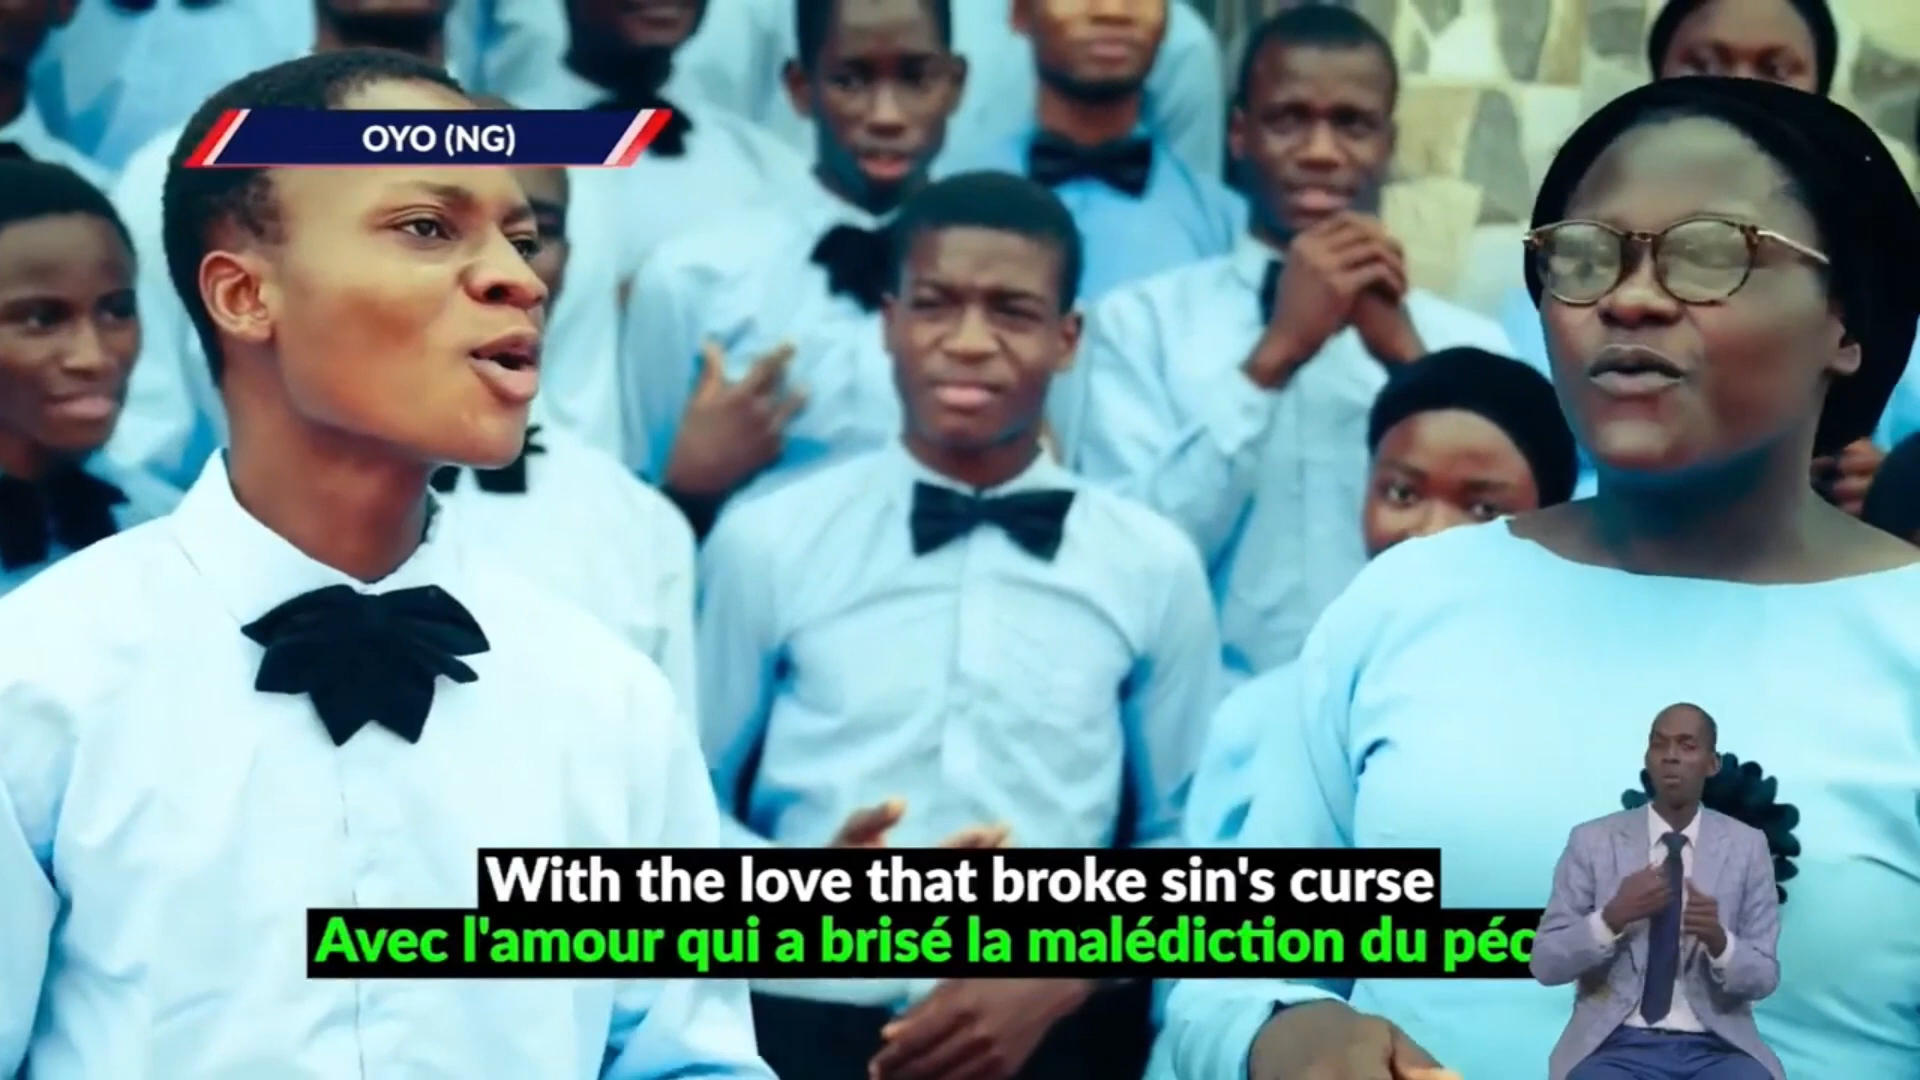 OYO (NG)
With the love that broke sin's curse
Avec l'amour qui a brisé la malédiction du